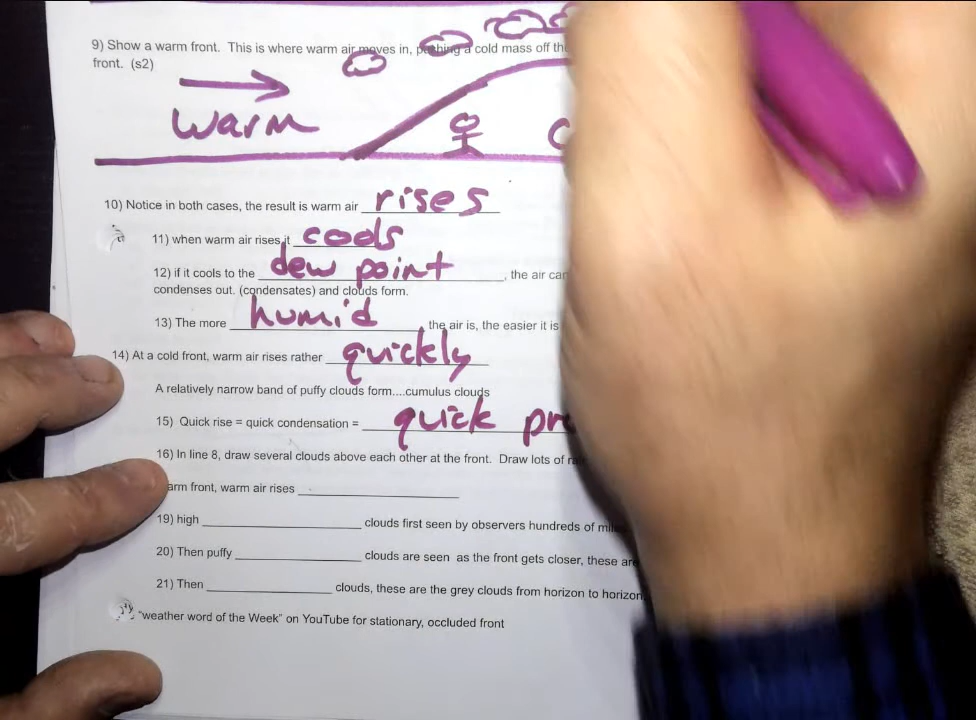 9) Show a warm front. This is where warm air moves in, pushing a cold mass off the
front. (s2)
warm
C
10) Notice in both cases, the result is warm air rises
11) when warm air rises it cools
12) if it cools to the dew point, the air can
condenses out. (condensates) and clouds form.
13) The more humid the air is, the easier it is
14) At a cold front, warm air rises rather quickly
A relatively narrow band of puffy clouds form....cumulus clouds
15) Quick rise = quick condensation = quick pr
16) In line 8, draw several clouds above each other at the front. Draw lots of
arm front, warm air rises
19) high clouds first seen by observers hundreds of
20) Then puffy clouds are seen as the front gets closer, these are
21) Then clouds, these are the grey clouds from horizon to horizon
"weather word of the Week" on YouTube for stationary, occluded front